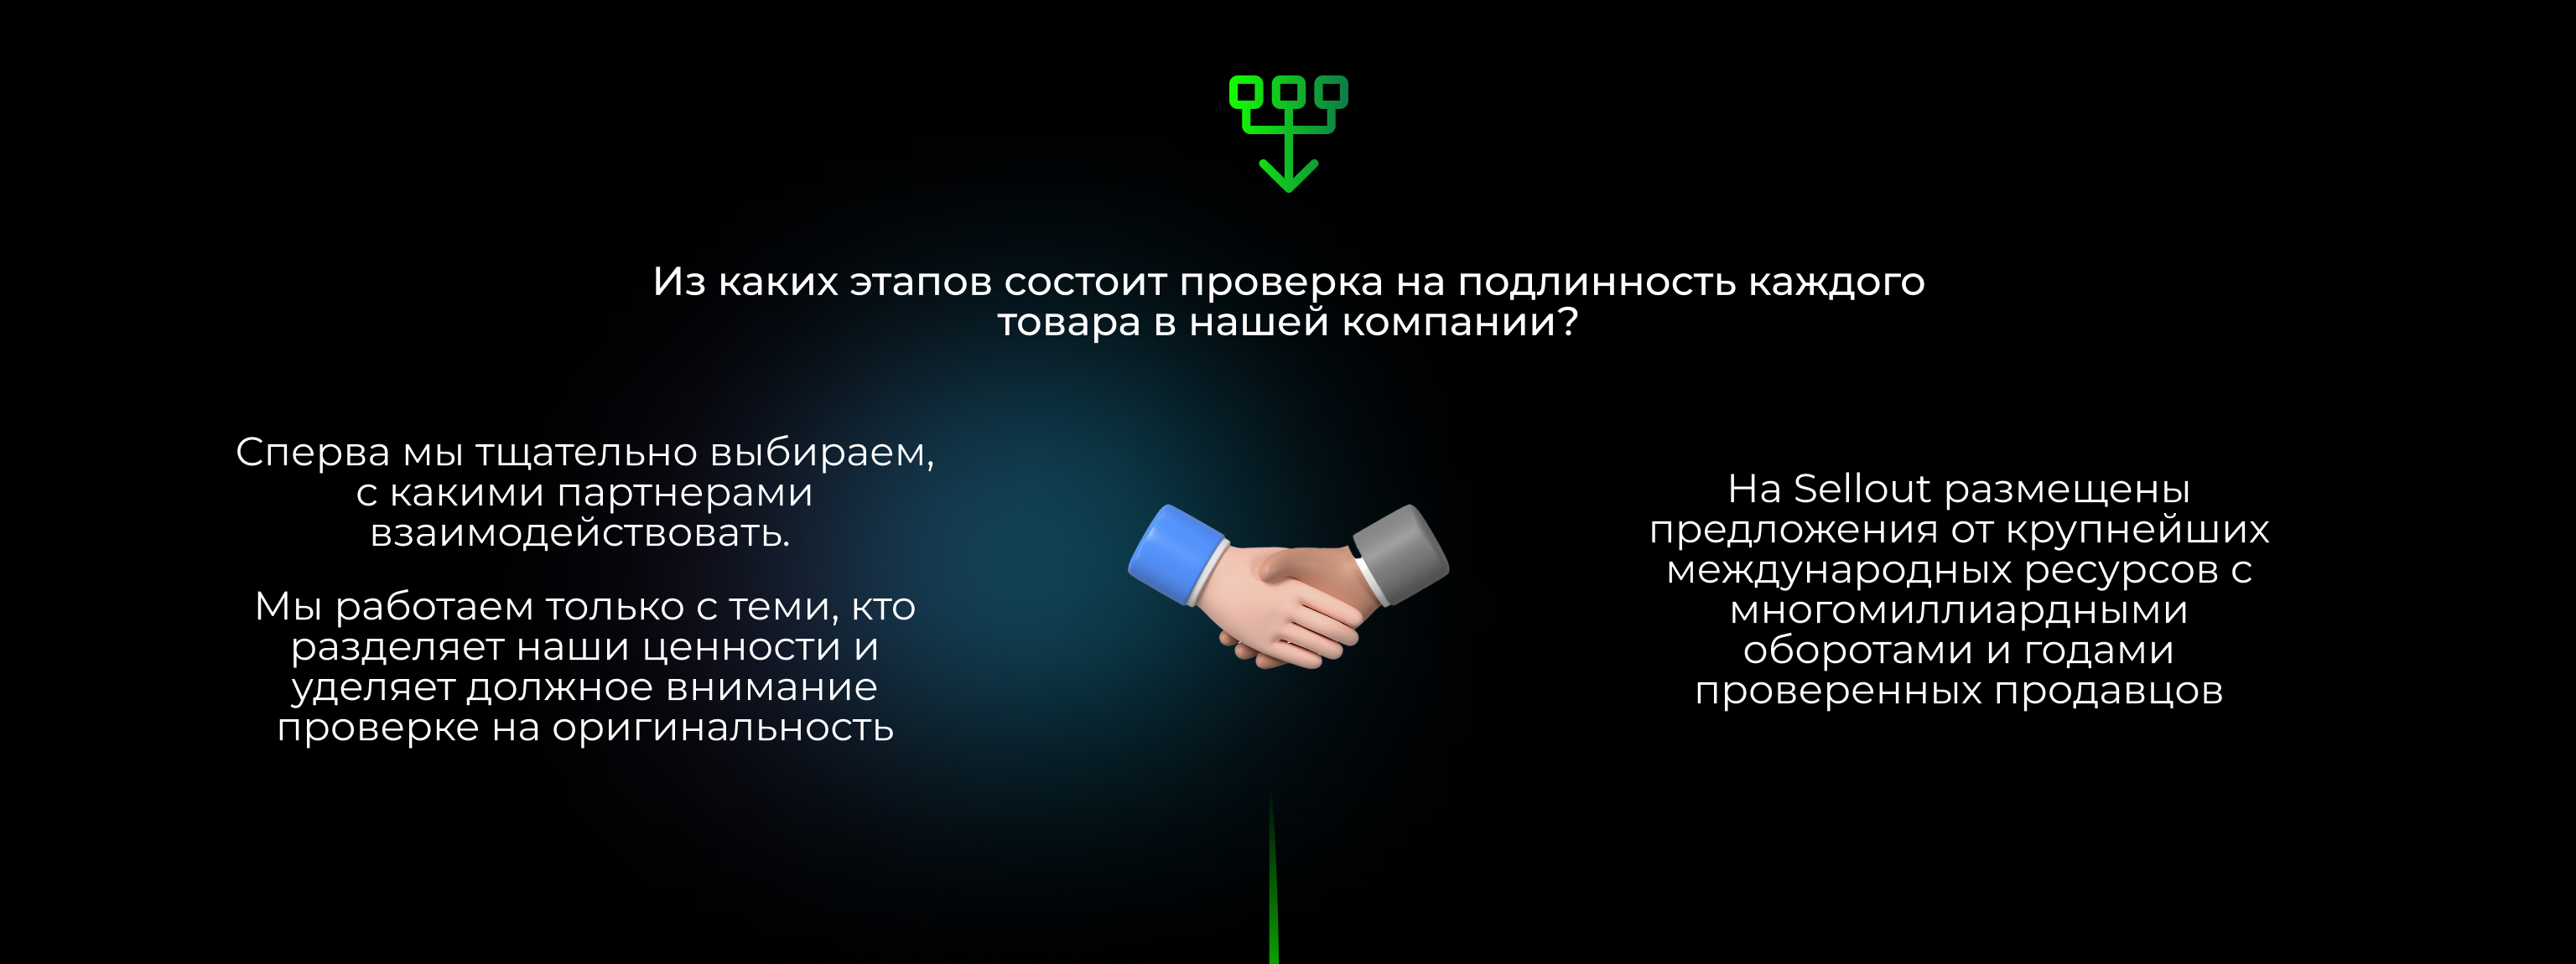 Из каких этапов состоит проверка на подлинность каждого
товара в нашей компании?
Сперва мы тщательно выбираем,
с какими партнерами
взаимодействовать.
Мы работаем только с теми, кто
разделяет наши ценности и
уделяет должное внимание
проверке на оригинальность
На Sellout размещены
предложения от крупнейших
международных ресурсов с
многомиллиардными
оборотами и годами
проверенных продавцов